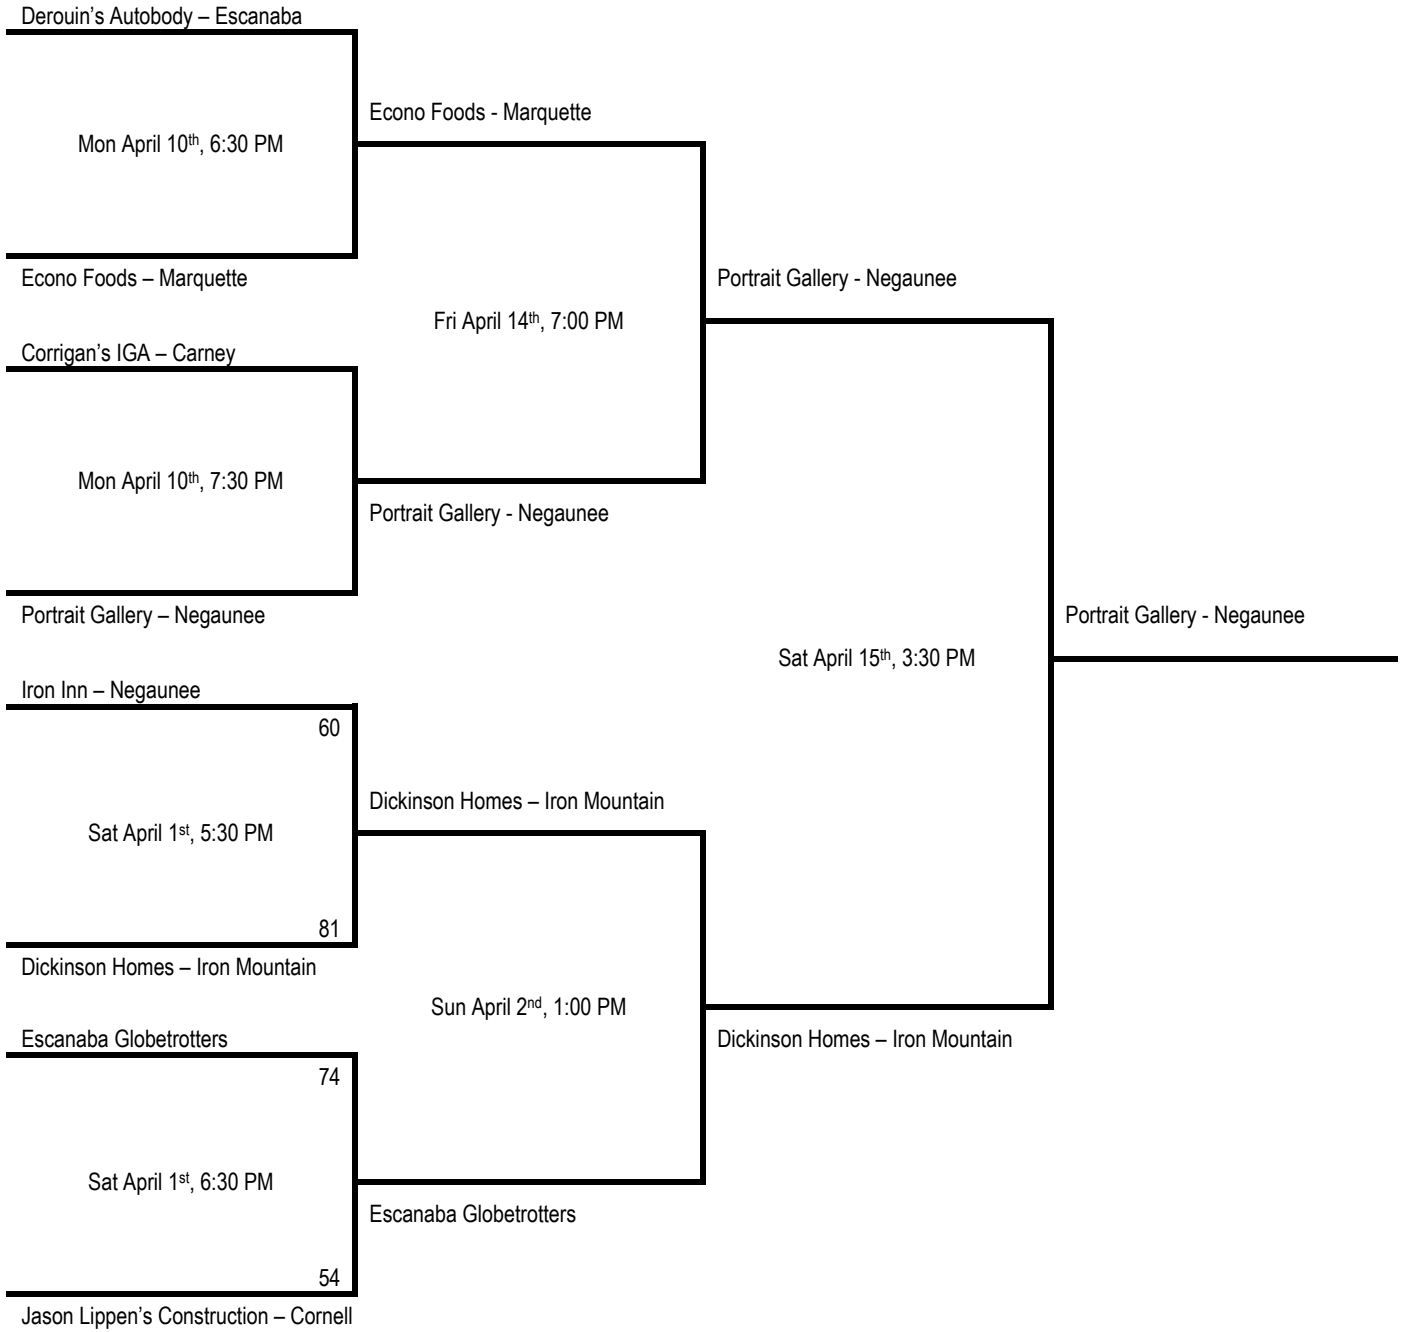 Derouin’s Autobody – Escanaba
Econo Foods - Marquette
Mon April 10th, 6:30 PM
Econo Foods – Marquette
Portrait Gallery - Negaunee
Fri April 14th, 7:00 PM
Corrigan’s IGA – Carney
Mon April 10th, 7:30 PM
Portrait Gallery - Negaunee
Portrait Gallery – Negaunee
Portrait Gallery - Negaunee
Sat April 15th, 3:30 PM
Iron Inn – Negaunee
60
Dickinson Homes – Iron Mountain
Sat April 1st, 5:30 PM
81
Dickinson Homes – Iron Mountain
Sun April 2nd, 1:00 PM
Escanaba Globetrotters
Dickinson Homes – Iron Mountain
74
Sat April 1st, 6:30 PM
Escanaba Globetrotters
54
Jason Lippen’s Construction – Cornell